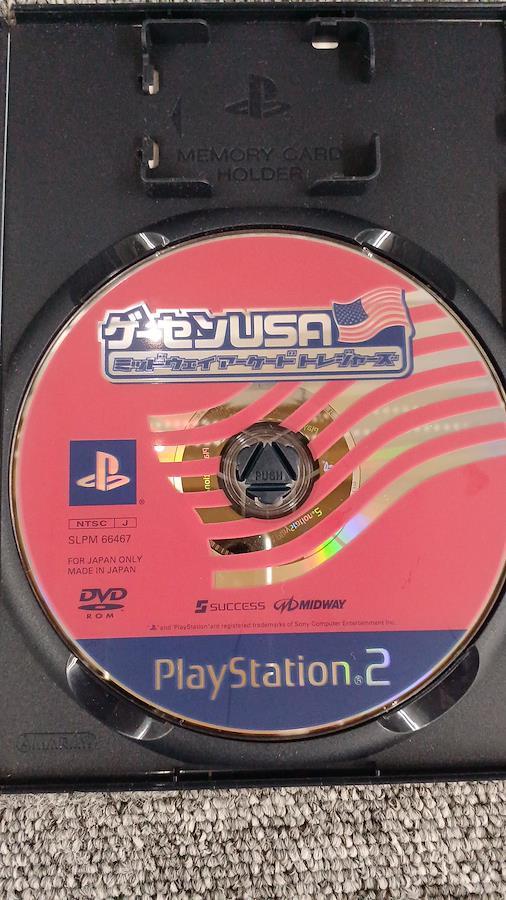 MEMORY CARD
HOLDER
ゲーセンUSA
ミッドウェイアーケードトレジャーズ
PUSH
NTSC J
SLPM 66467
FOR JAPAN ONLY
MADE IN JAPAN
DVD
ROM
SUCCESS MIDWAY
"PS" and "PlayStation" are registered trademarks of Sony Computer Entertainment Inc.
PlayStation®2